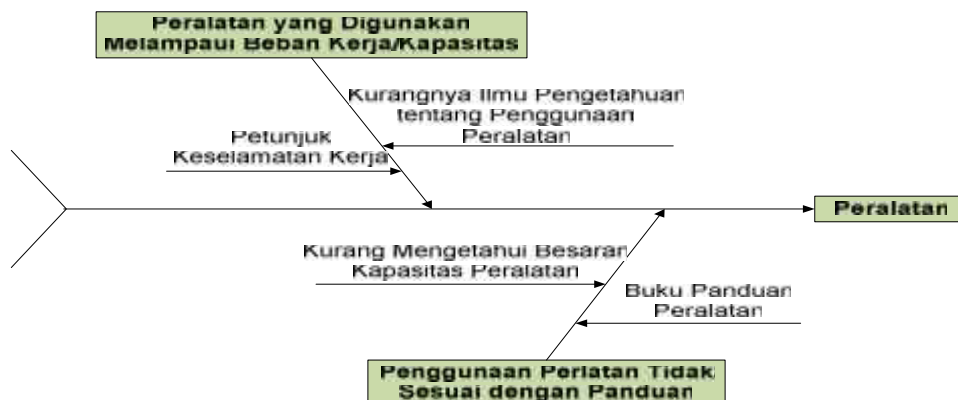 Peralatan yang Digunakan
Melampaui Beban Kerja/Kapasitas
Kurangnya Ilmu Pengetahuan
tentang Penggunaan
Peralatan
Petunjuk
Keselamatan Kerja
Peralatan
Kurang Mengetahui Besaran
Kapasitas Peralatan
Buku Panduan
Peralatan
Penggunaan Perlatan Tidak
Sesuai dengan Panduan